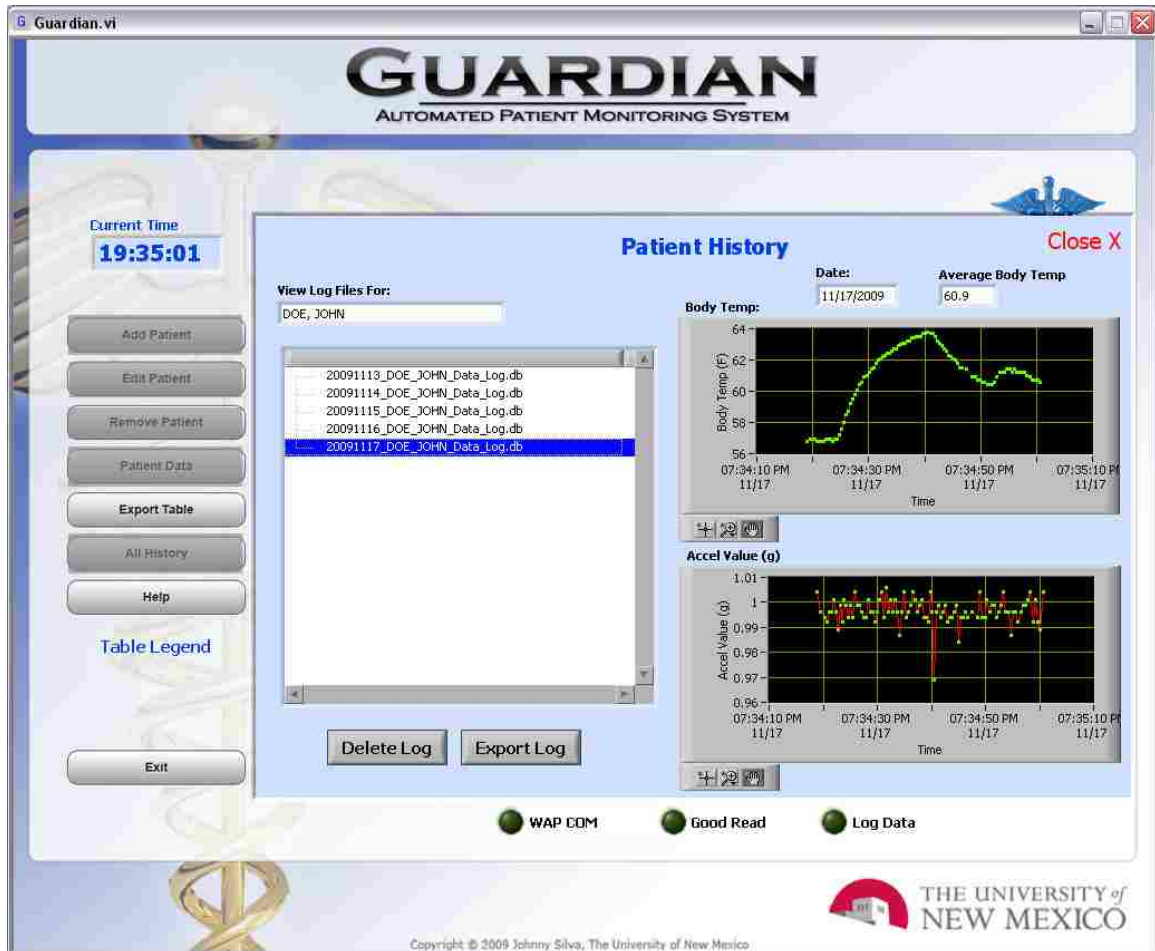 Guardian.vi
GUARDIAN
AUTOMATED PATIENT MONITORING SYSTEM
Current Time
19:35:01
Add Patient
Edit Patient
Remove Patient
Patient Data
Export Table
All History
Help
Table Legend
Exit
Patient History
Close X
View Log Files For:
DOE, JOHN
20091113_DOE_JOHN_Data_Log.db
20091114_DOE_JOHN_Data_Log.db
20091115_DOE_JOHN_Data_Log.db
20091116_DOE_JOHN_Data_Log.db
20091117_DOE_JOHN_Data_Log.db
Delete Log Export Log
Date: Average Body Temp
11/17/2009 60.9
Body Temp:
Body Temp (F)
64
62
60
58
56
07:34:10 PM 07:34:30 PM 07:34:50 PM 07:35:10 P
11/17 11/17 11/17 11/17
Time
Accel Value (g)
Accel Value (g)
1.01
1
0.99
0.98
0.97
0.96
07:34:10 PM 07:34:30 PM 07:34:50 PM 07:35:10 P
11/17 11/17 11/17 11/17
Time
WAP COM Good Read Log Data
THE UNIVERSITY of
NEW MEXICO
Copyright © 2009 Johnny Silva, The University of New Mexico